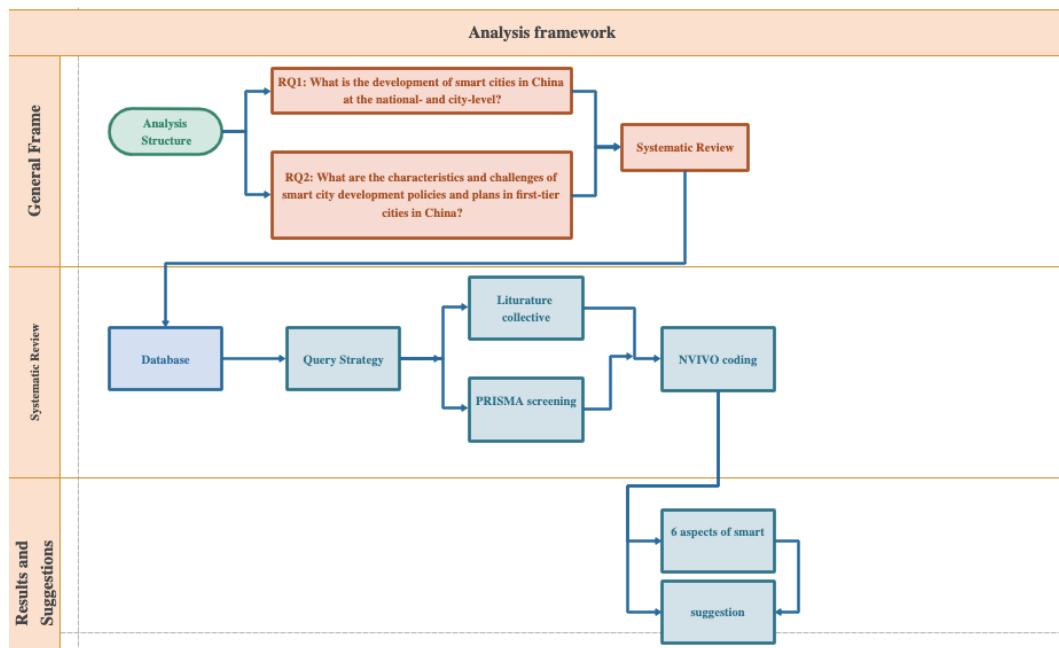 Analysis framework
General Frame
Analysis
Structure
RQ1: What is the development of smart cities in China
at the national- and city-level?
RQ2: What are the characteristics and challenges of
smart city development policies and plans in first-tier
cities in China?
Systematic Review
Systematic Review
Database
Query Strategy
Liturature
collective
PRISMA screening
NVIVO coding
Results and
Suggestions
6 aspects of smart
suggestion